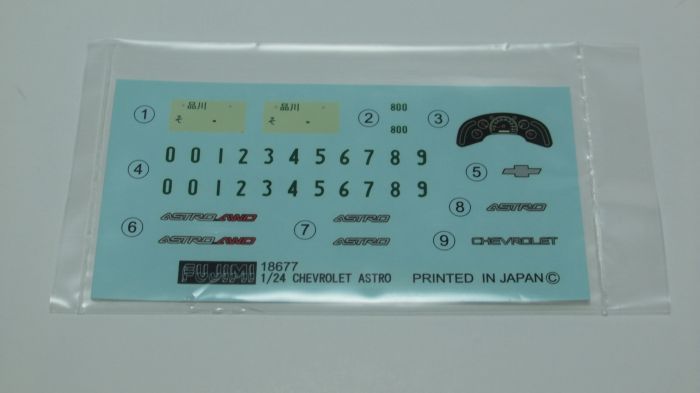 1 品川 品川 2 800 3
そ - そ - 800
4 0 0 1 2 3 4 5 6 7 8 9 5
0 0 1 2 3 4 5 6 7 8 9
6 ASTRO AWD 7 ASTRO 8 ASTRO
ASTRO AWD ASTRO 9 CHEVROLET
FUJIMI 18677
1/24 CHEVROLET ASTRO PRINTED IN JAPAN ©